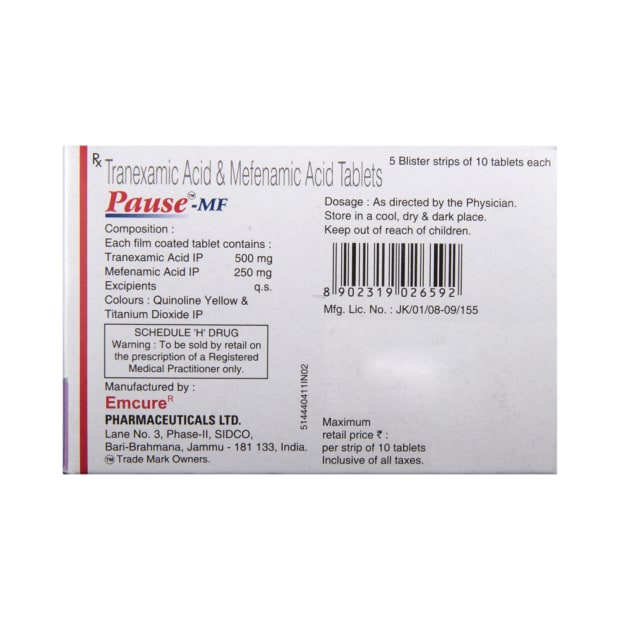 Rx Tranexamic Acid & Mefenamic Acid Tablets
Pause™-MF
Composition :
Each film coated tablet contains :
Tranexamic Acid IP 500 mg
Mefenamic Acid IP 250 mg
Excipients q.s.
Colours : Quinoline Yellow &
Titanium Dioxide IP
SCHEDULE 'H' DRUG
Warning : To be sold by retail on
the prescription of a Registered
Medical Practitioner only.
Manufactured by :
Emcure R
PHARMACEUTICALS LTD.
Lane No. 3, Phase-II, SIDCO,
Bari-Brahmana, Jammu - 181 133, India.
™ Trade Mark Owners.
514440411IN02
5 Blister strips of 10 tablets each
Dosage : As directed by the Physician.
Store in a cool, dry & dark place.
Keep out of reach of children.
8 902319 026592
Mfg. Lic. No. : JK/01/08-09/155
Maximum
retail price ₹ :
per strip of 10 tablets
Inclusive of all taxes.